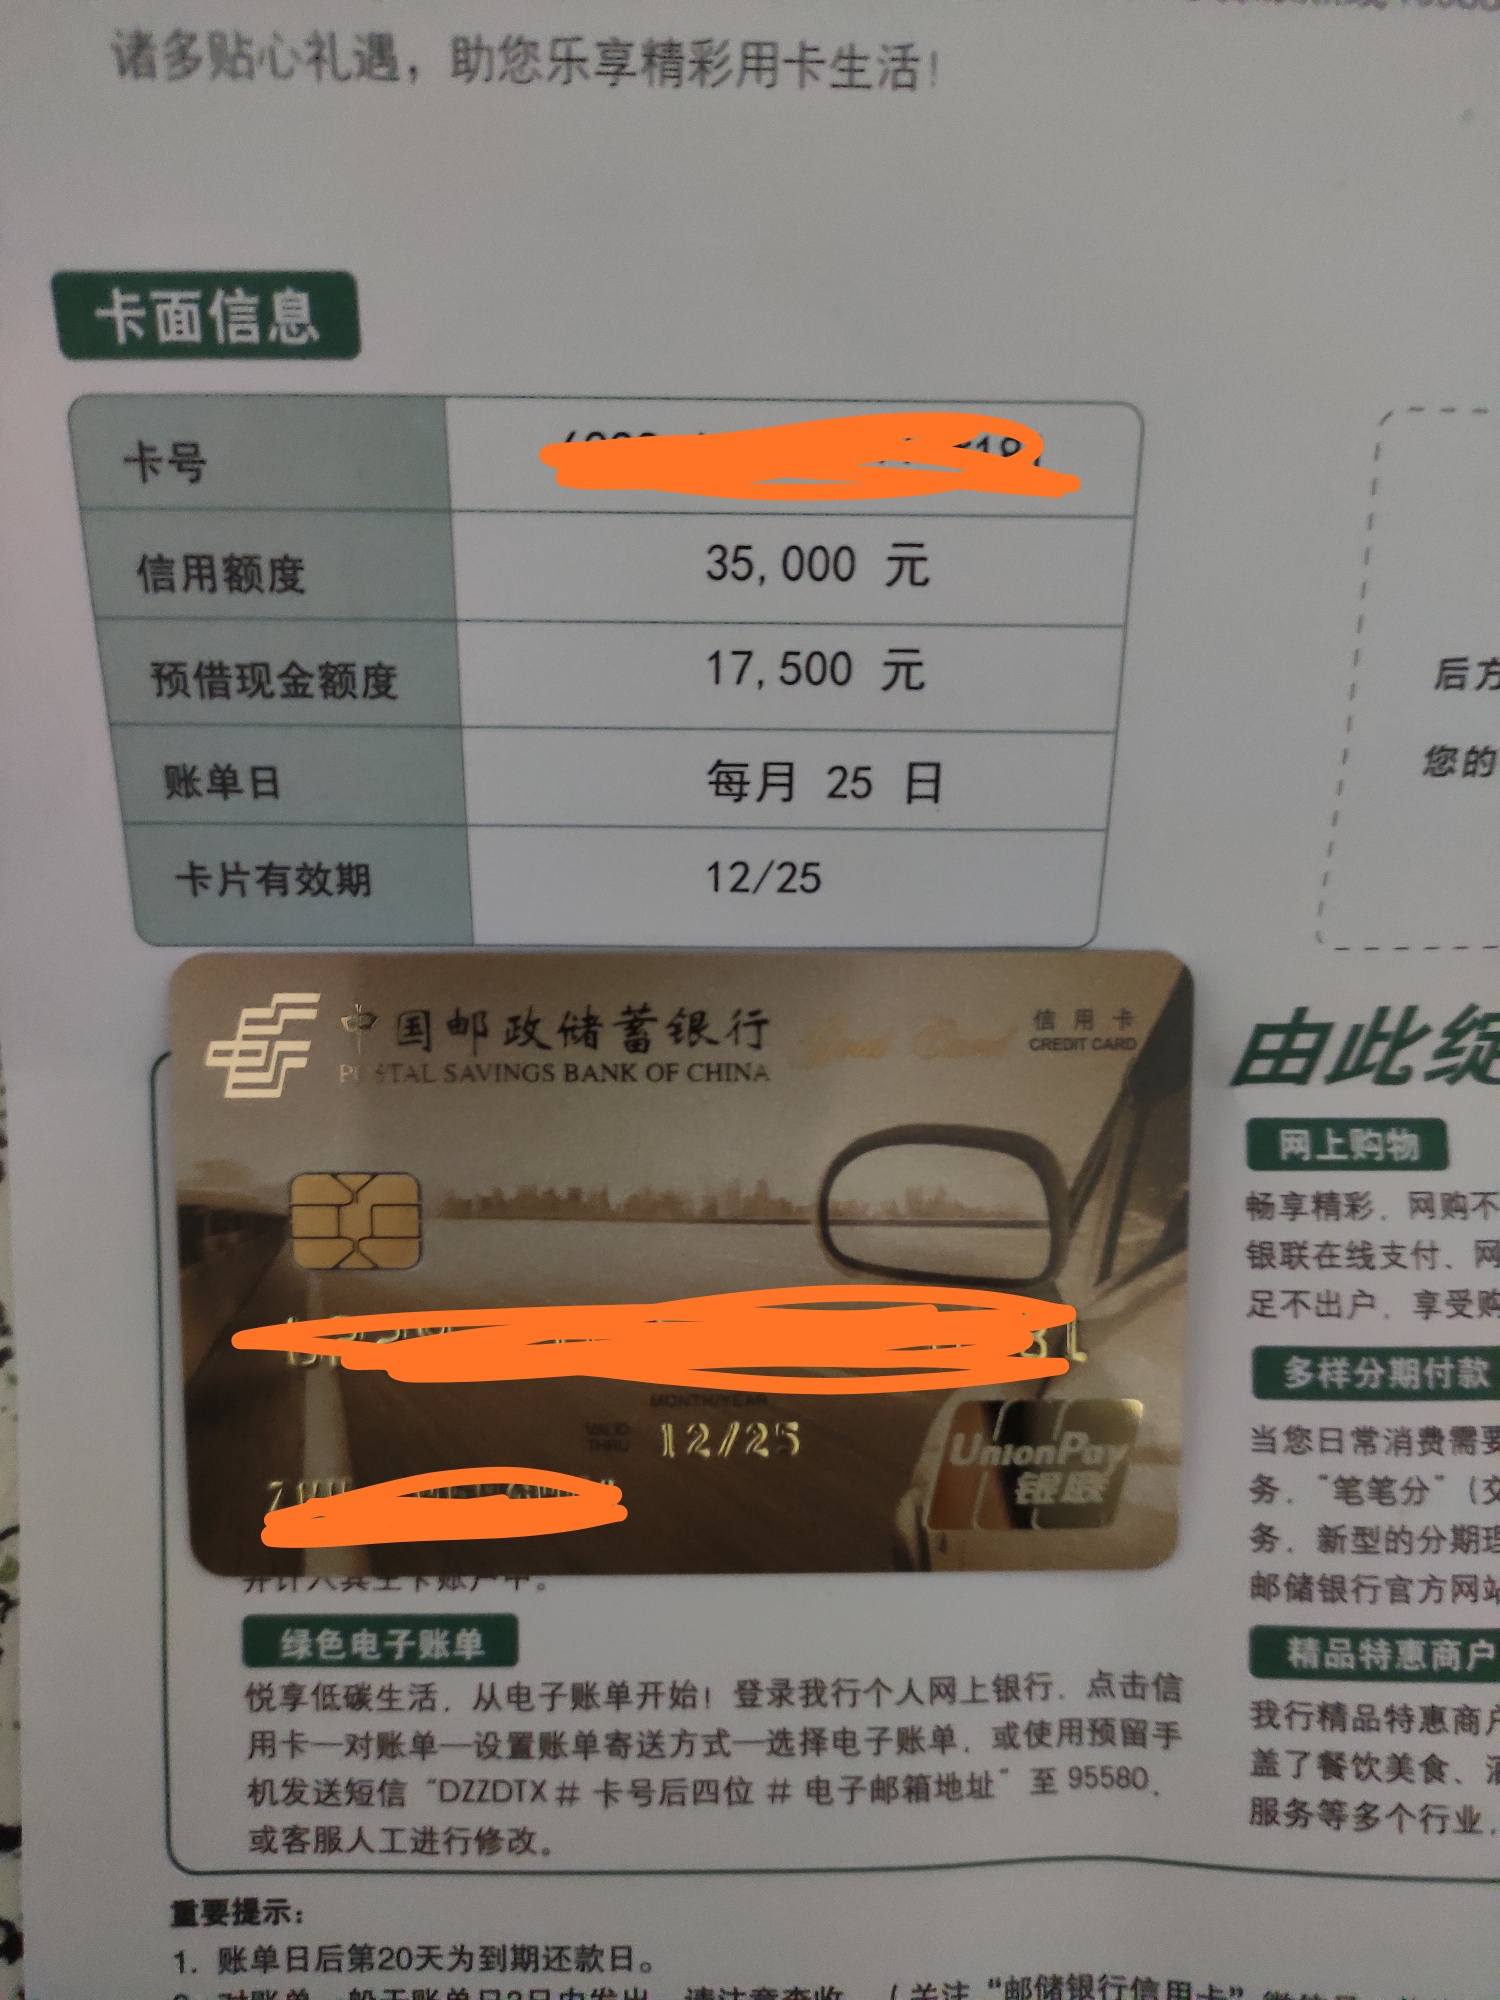 诸多贴心礼遇，助您乐享精彩用卡生活！
卡面信息
卡号
信用额度 35,000 元
预借现金额度 17,500 元
账单日 每月 25 日
卡片有效期 12/25
后方
您的
中国邮政储蓄银行
POSTAL SAVINGS BANK OF CHINA
Gold Card
信用卡
CREDIT CARD
MONTH/YEAR
VALID THRU
12/25
UnionPay
银联
绿色电子账单
悦享低碳生活，从电子账单开始！登录我行个人网上银行，点击信
用卡—对账单—设置账单寄送方式—选择电子账单，或使用预留手
机发送短信“DZZDTX＃卡号后四位＃电子邮箱地址”至 95580，
或客服人工进行修改。
由此绽
网上购物
畅享精彩，网购不
银联在线支付、网
足不出户，享受购
多样分期付款
当您日常消费需要
务，“笔笔分”（交
务，新型的分期理
邮储银行官方网站
精品特惠商户
我行精品特惠商户
盖了餐饮美食、酒
服务等多个行业，
重要提示：
1. 账单日后第20天为到期还款日。